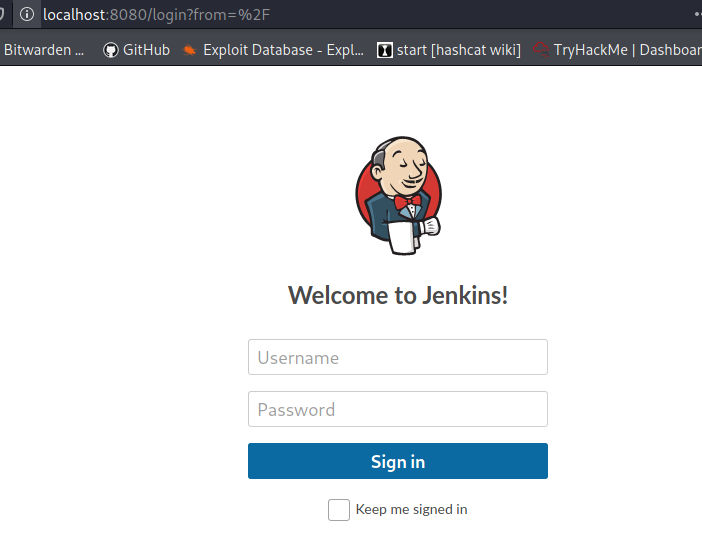 localhost:8080/login?from=%2F
Bitwarden ... GitHub Exploit Database - Expl... start [hashcat wiki] TryHackMe | Dashboar
Welcome to Jenkins!
Username
Password
Sign in
Keep me signed in